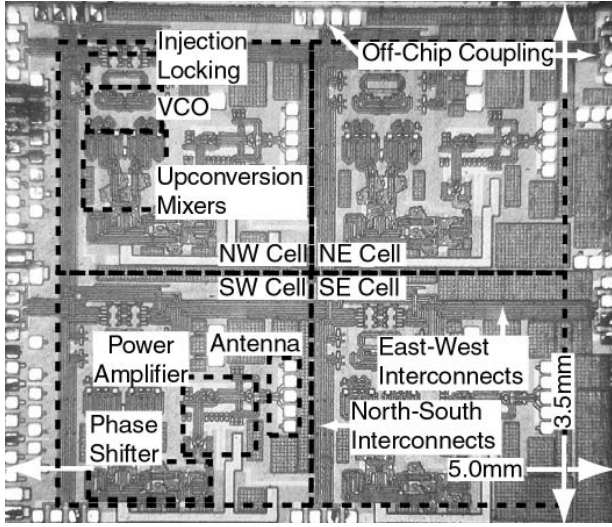 Injection
Locking
Off-Chip Coupling
VCO
Upconversion
Mixers
NW Cell
NE Cell
SW Cell
SE Cell
Power
Amplifier
Antenna
East-West
Interconnects
Phase
Shifter
North-South
Interconnects
3.5mm
5.0mm